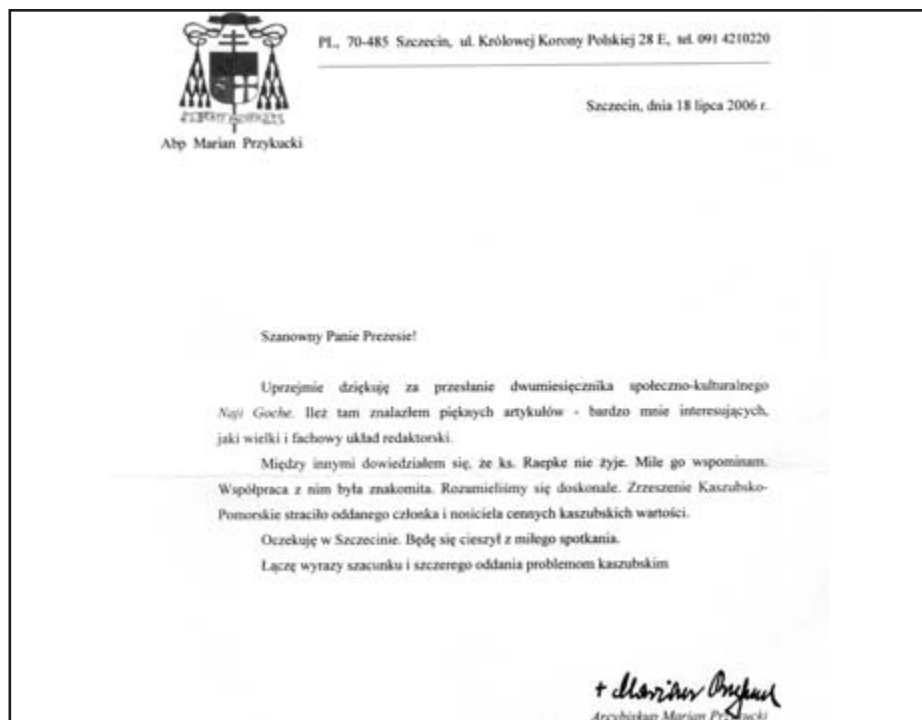 PL, 70-485 Szczecin, ul. Królowej Korony Polskiej 28 E, tel. 091 4210220
Szczecin, dnia 18 lipca 2006 r.
Abp Marian Przykucki
Szanowny Panie Prezesie!
Uprzejmie dziękuję za przesłanie dwumiesięcznika społeczno-kulturalnego
Naji Goche. Ileż tam znalazłem pięknych artykułów - bardzo mnie interesujących,
jaki wielki i fachowy układ redaktorski.
Między innymi dowiedziałem się, że ks. Raepke nie żyje. Mile go wspominam.
Współpraca z nim była znakomita. Rozumieliśmy się doskonale. Zrzeszenie Kaszubsko-
Pomorskie straciło oddanego członka i nosiciela cennych kaszubskich wartości.
Oczekuję w Szczecinie. Będę się cieszył z miłego spotkania.
Łączę wyrazy szacunku i szczerego oddania problemom kaszubskim
+ Marian
Arcybiskup Marian Przykucki